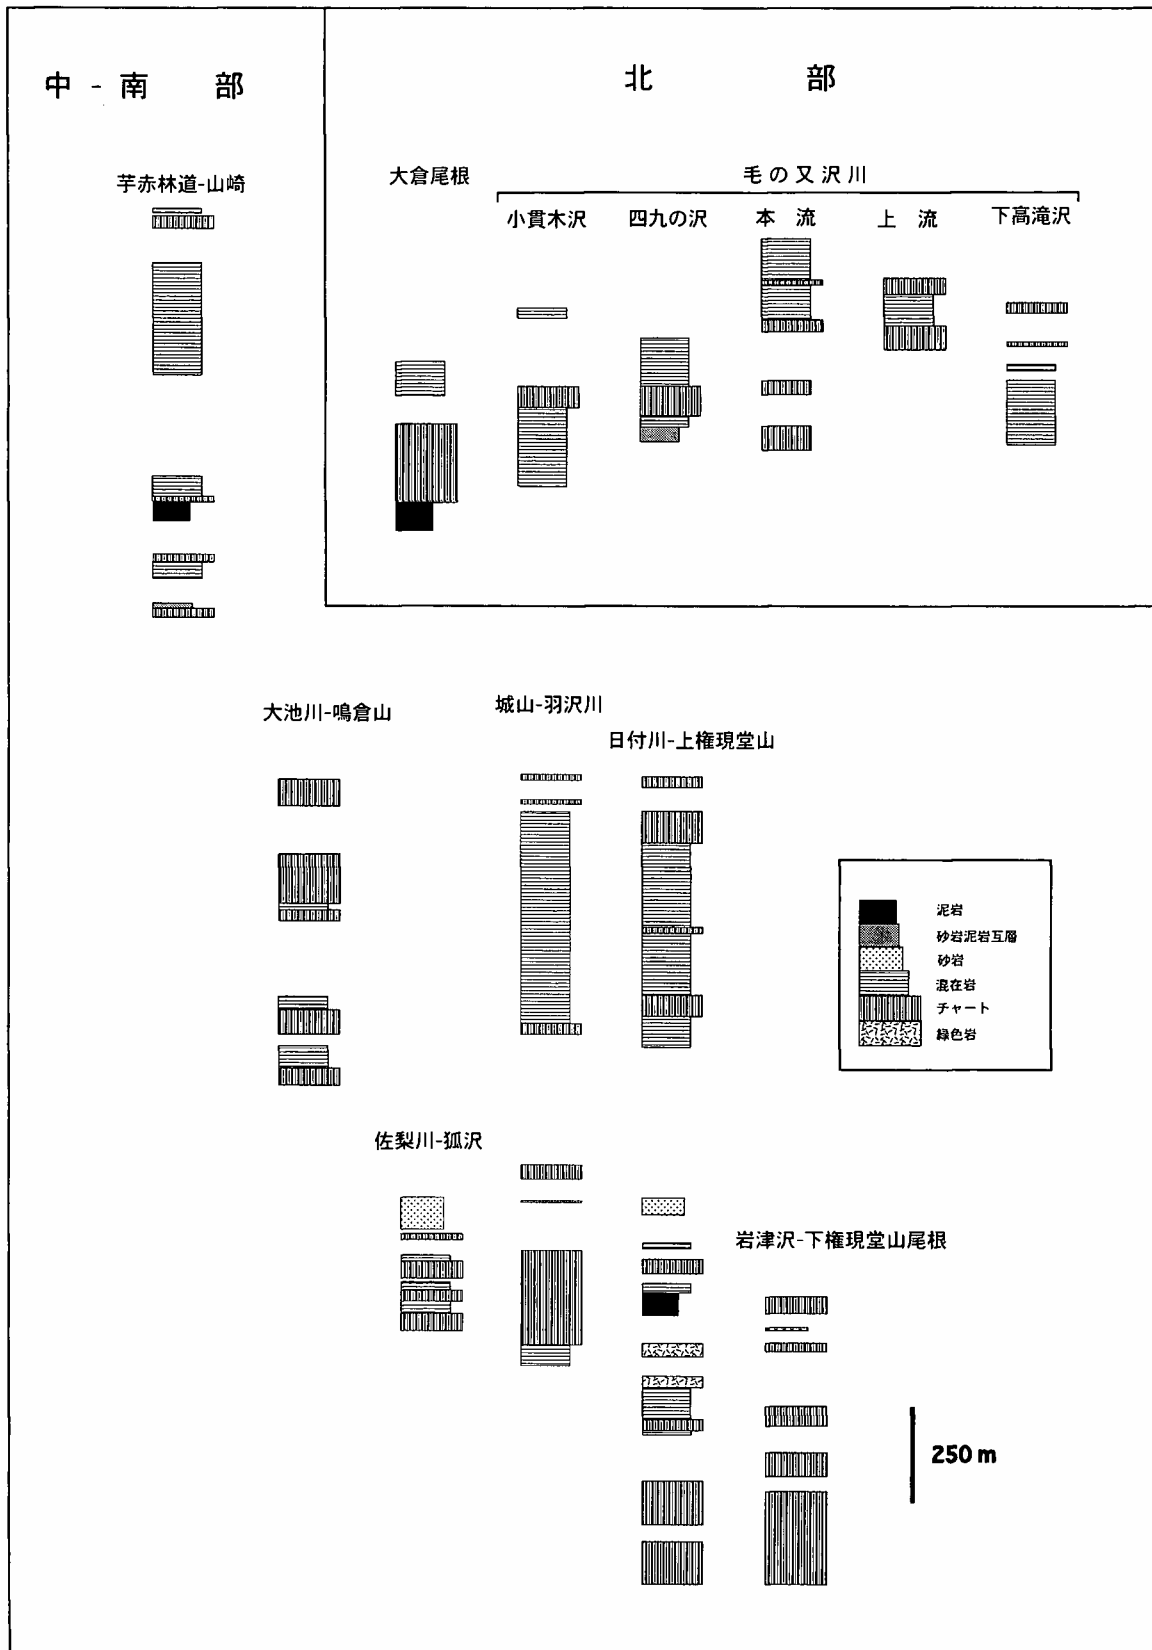 中 - 南 部
北 部
芋赤林道-山崎
大倉尾根
毛の又沢川
小貫木沢
四九の沢
本 流
上 流
下高滝沢
大池川-鳴倉山
城山-羽沢川
日付川-上権現堂山
泥岩
砂岩泥岩互層
砂岩
混在岩
チャート
緑色岩
佐梨川-狐沢
岩津沢-下権現堂山尾根
250 m